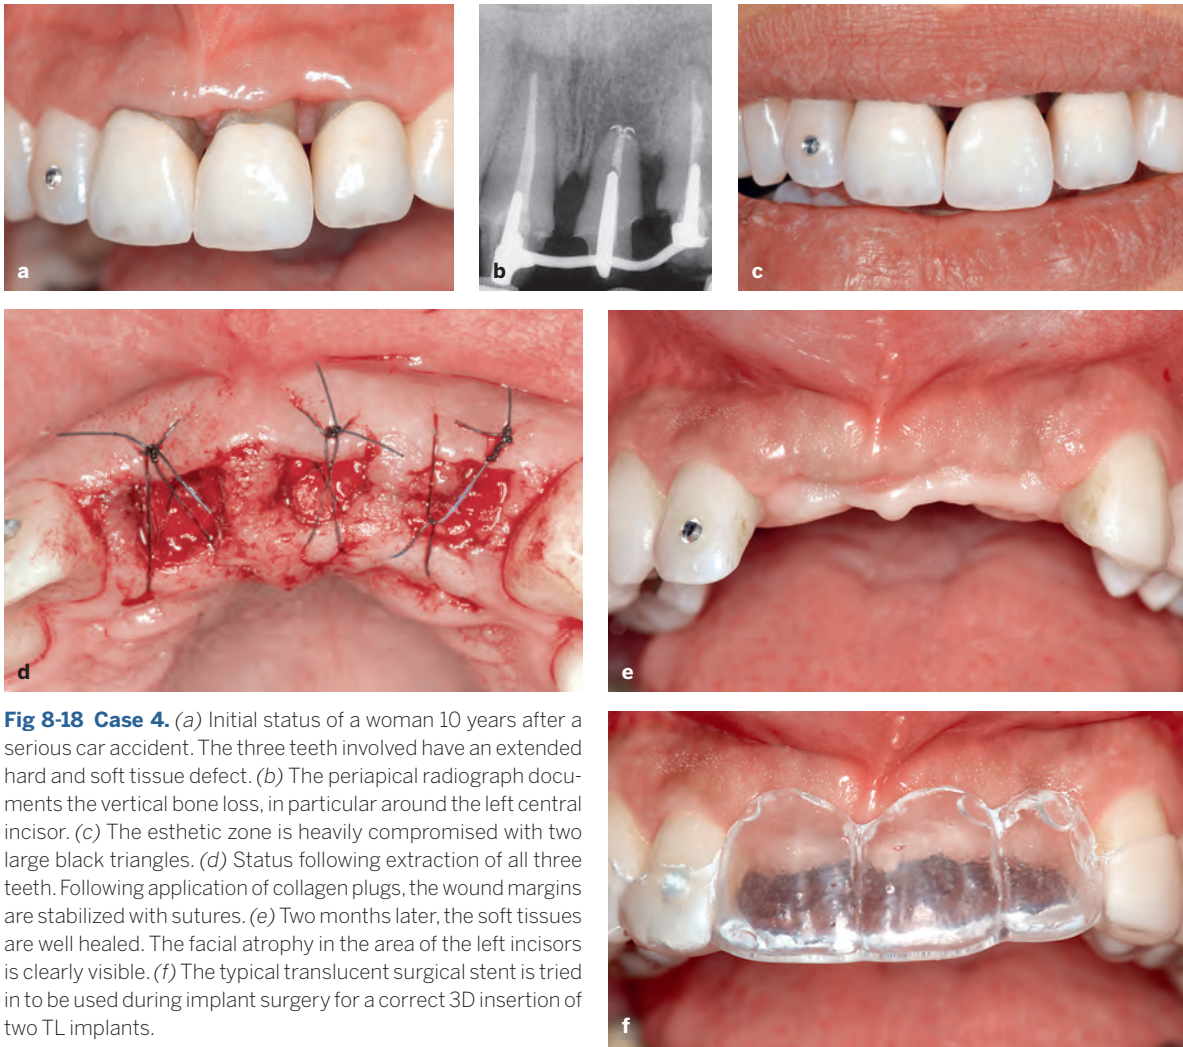 a
b
c
d
e
Fig 8-18 Case 4. (a) Initial status of a woman 10 years after a
serious car accident. The three teeth involved have an extended
hard and soft tissue defect. (b) The periapical radiograph docu-
ments the vertical bone loss, in particular around the left central
incisor. (c) The esthetic zone is heavily compromised with two
large black triangles. (d) Status following extraction of all three
teeth. Following application of collagen plugs, the wound margins
are stabilized with sutures. (e) Two months later, the soft tissues
are well healed. The facial atrophy in the area of the left incisors
is clearly visible. (f) The typical translucent surgical stent is tried
in to be used during implant surgery for a correct 3D insertion of
two TL implants.
f